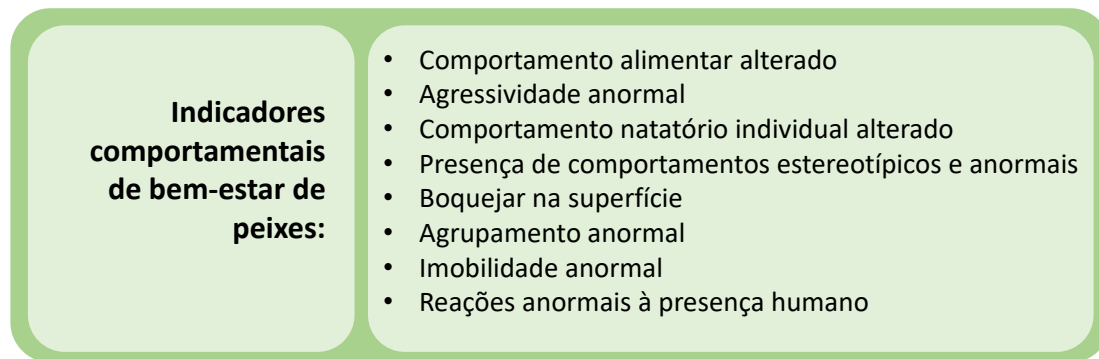 Indicadores
comportamentais
de bem-estar de
peixes:
• Comportamento alimentar alterado
• Agressividade anormal
• Comportamento natatório individual alterado
• Presença de comportamentos estereotípicos e anormais
• Boquejar na superfície
• Agrupamento anormal
• Imobilidade anormal
• Reações anormais à presença humano